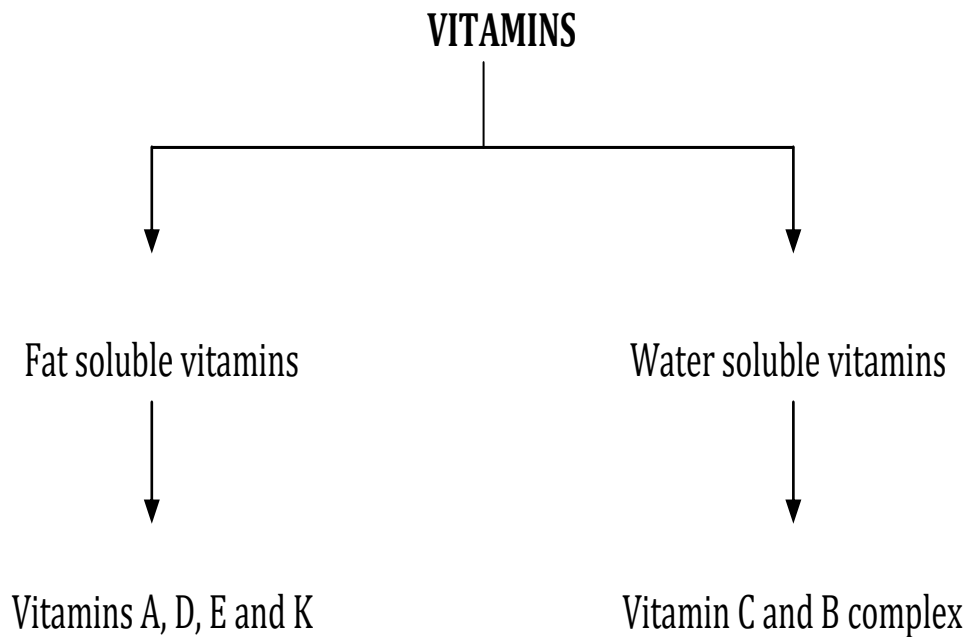 VITAMINS
Fat soluble vitamins
Water soluble vitamins
Vitamins A, D, E and K
Vitamin C and B complex